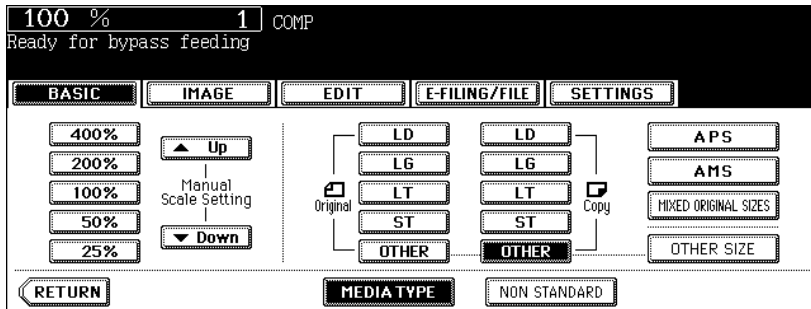 100 % 1 COMP
Ready for bypass feeding
BASIC IMAGE EDIT E-FILING/FILE SETTINGS
400% Up LD LD APS
200% LG LG AMS
100% Manual Scale Setting Original LT LT Copy MIXED ORIGINAL SIZES
50% Down ST ST
25% OTHER OTHER OTHER SIZE
RETURN MEDIA TYPE NON STANDARD